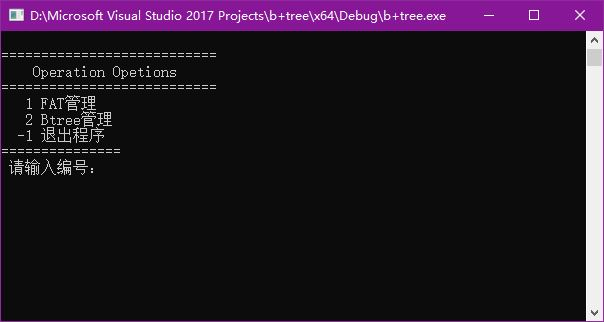 D:\Microsoft Visual Studio 2017 Projects\b+tree\x64\Debug\b+tree.exe
===========================
Operation Opetions
===========================
1 FAT管理
2 Btree管理
-1 退出程序
===============
请输入编号：